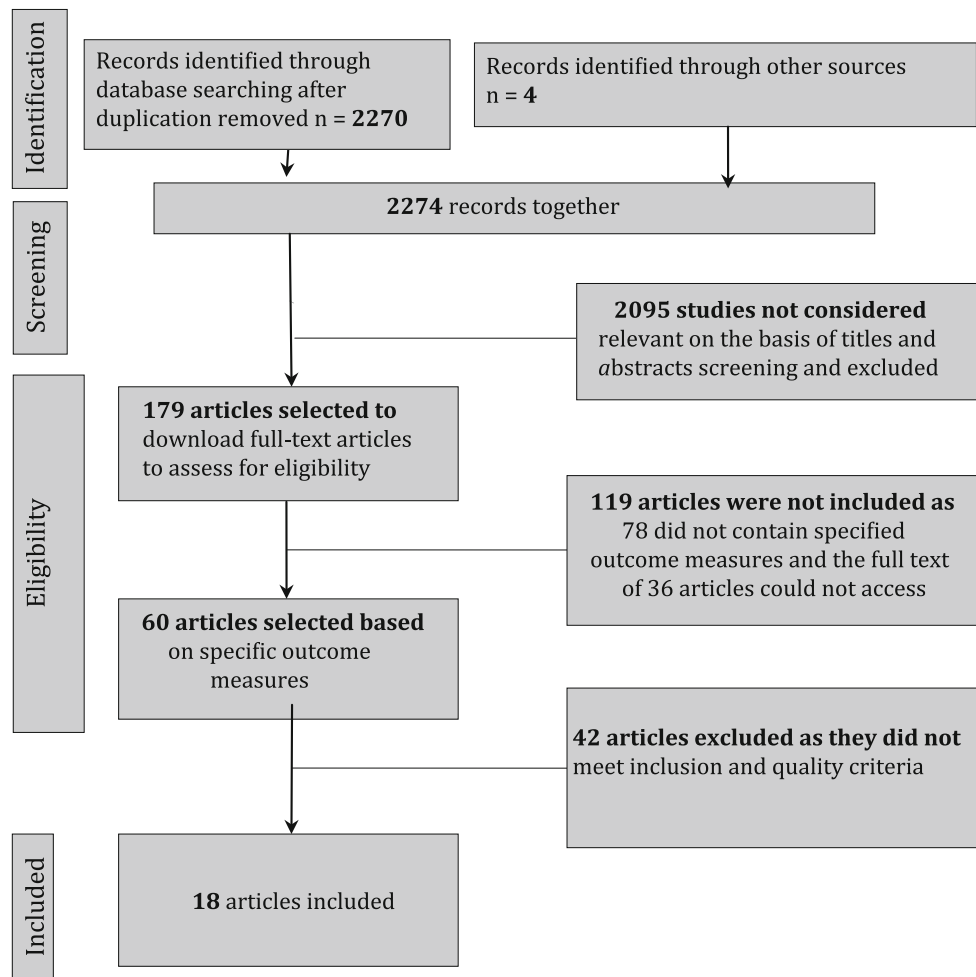 Identification
Records identified through
database searching after
duplication removed n = 2270
Records identified through other sources
n = 4
2274 records together
Screening
2095 studies not considered
relevant on the basis of titles and
abstracts screening and excluded
Eligibility
179 articles selected to
download full-text articles
to assess for eligibility
119 articles were not included as
78 did not contain specified
outcome measures and the full text
of 36 articles could not access
60 articles selected based
on specific outcome
measures
42 articles excluded as they did not
meet inclusion and quality criteria
Included
18 articles included